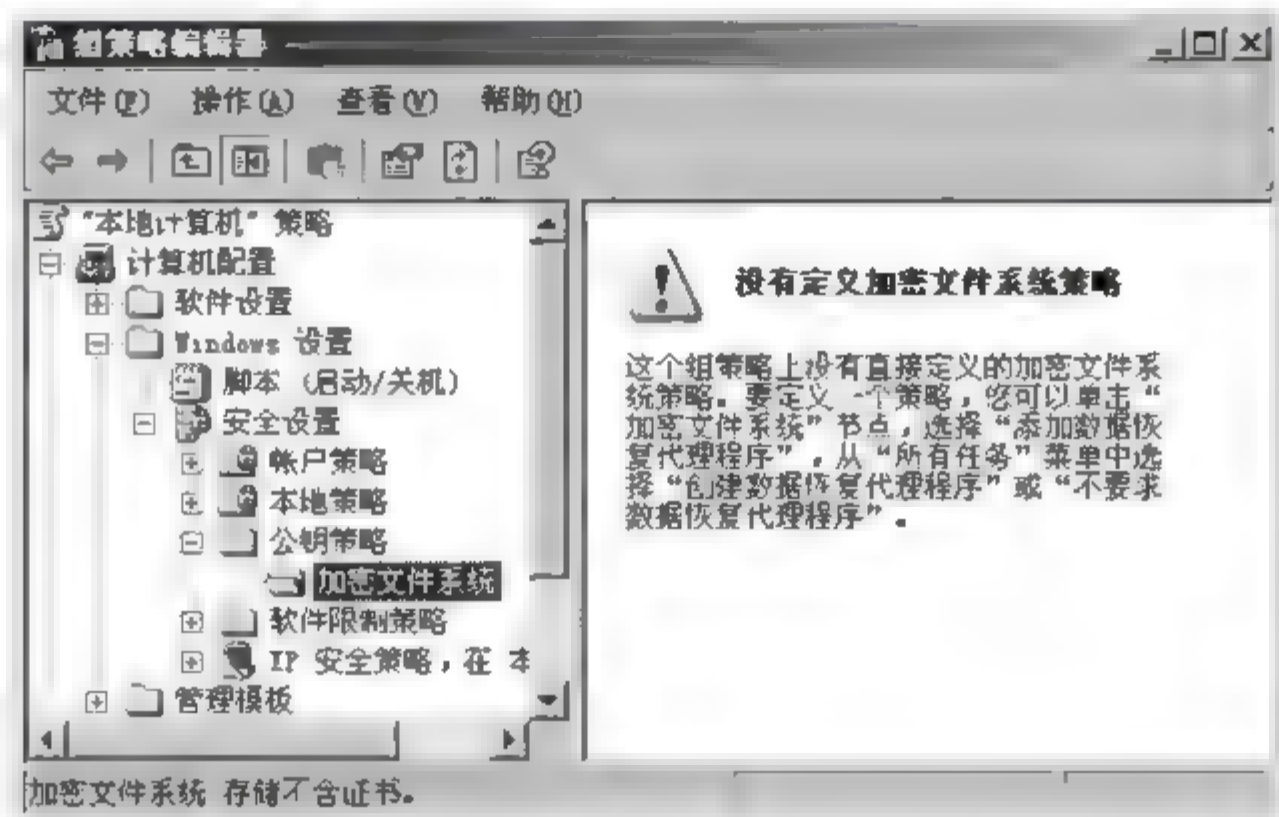 组策略编辑器
文件(F) 操作(A) 查看(V) 帮助(H)
"本地计算机" 策略
计算机配置
软件设置
Windows 设置
脚本 (启动/关机)
安全设置
帐户策略
本地策略
公钥策略
加密文件系统
软件限制策略
IP 安全策略，在 本
管理模板
没有定义加密文件系统策略
这个组策略上没有直接定义的加密文件系
统策略。要定义一个策略，您可以单击“
加密文件系统”节点，选择“添加数据恢
复代理程序”，从“所有任务”菜单中选
择“创建数据恢复代理程序”或“不要求
数据恢复代理程序”。
加密文件系统 存储不含证书。